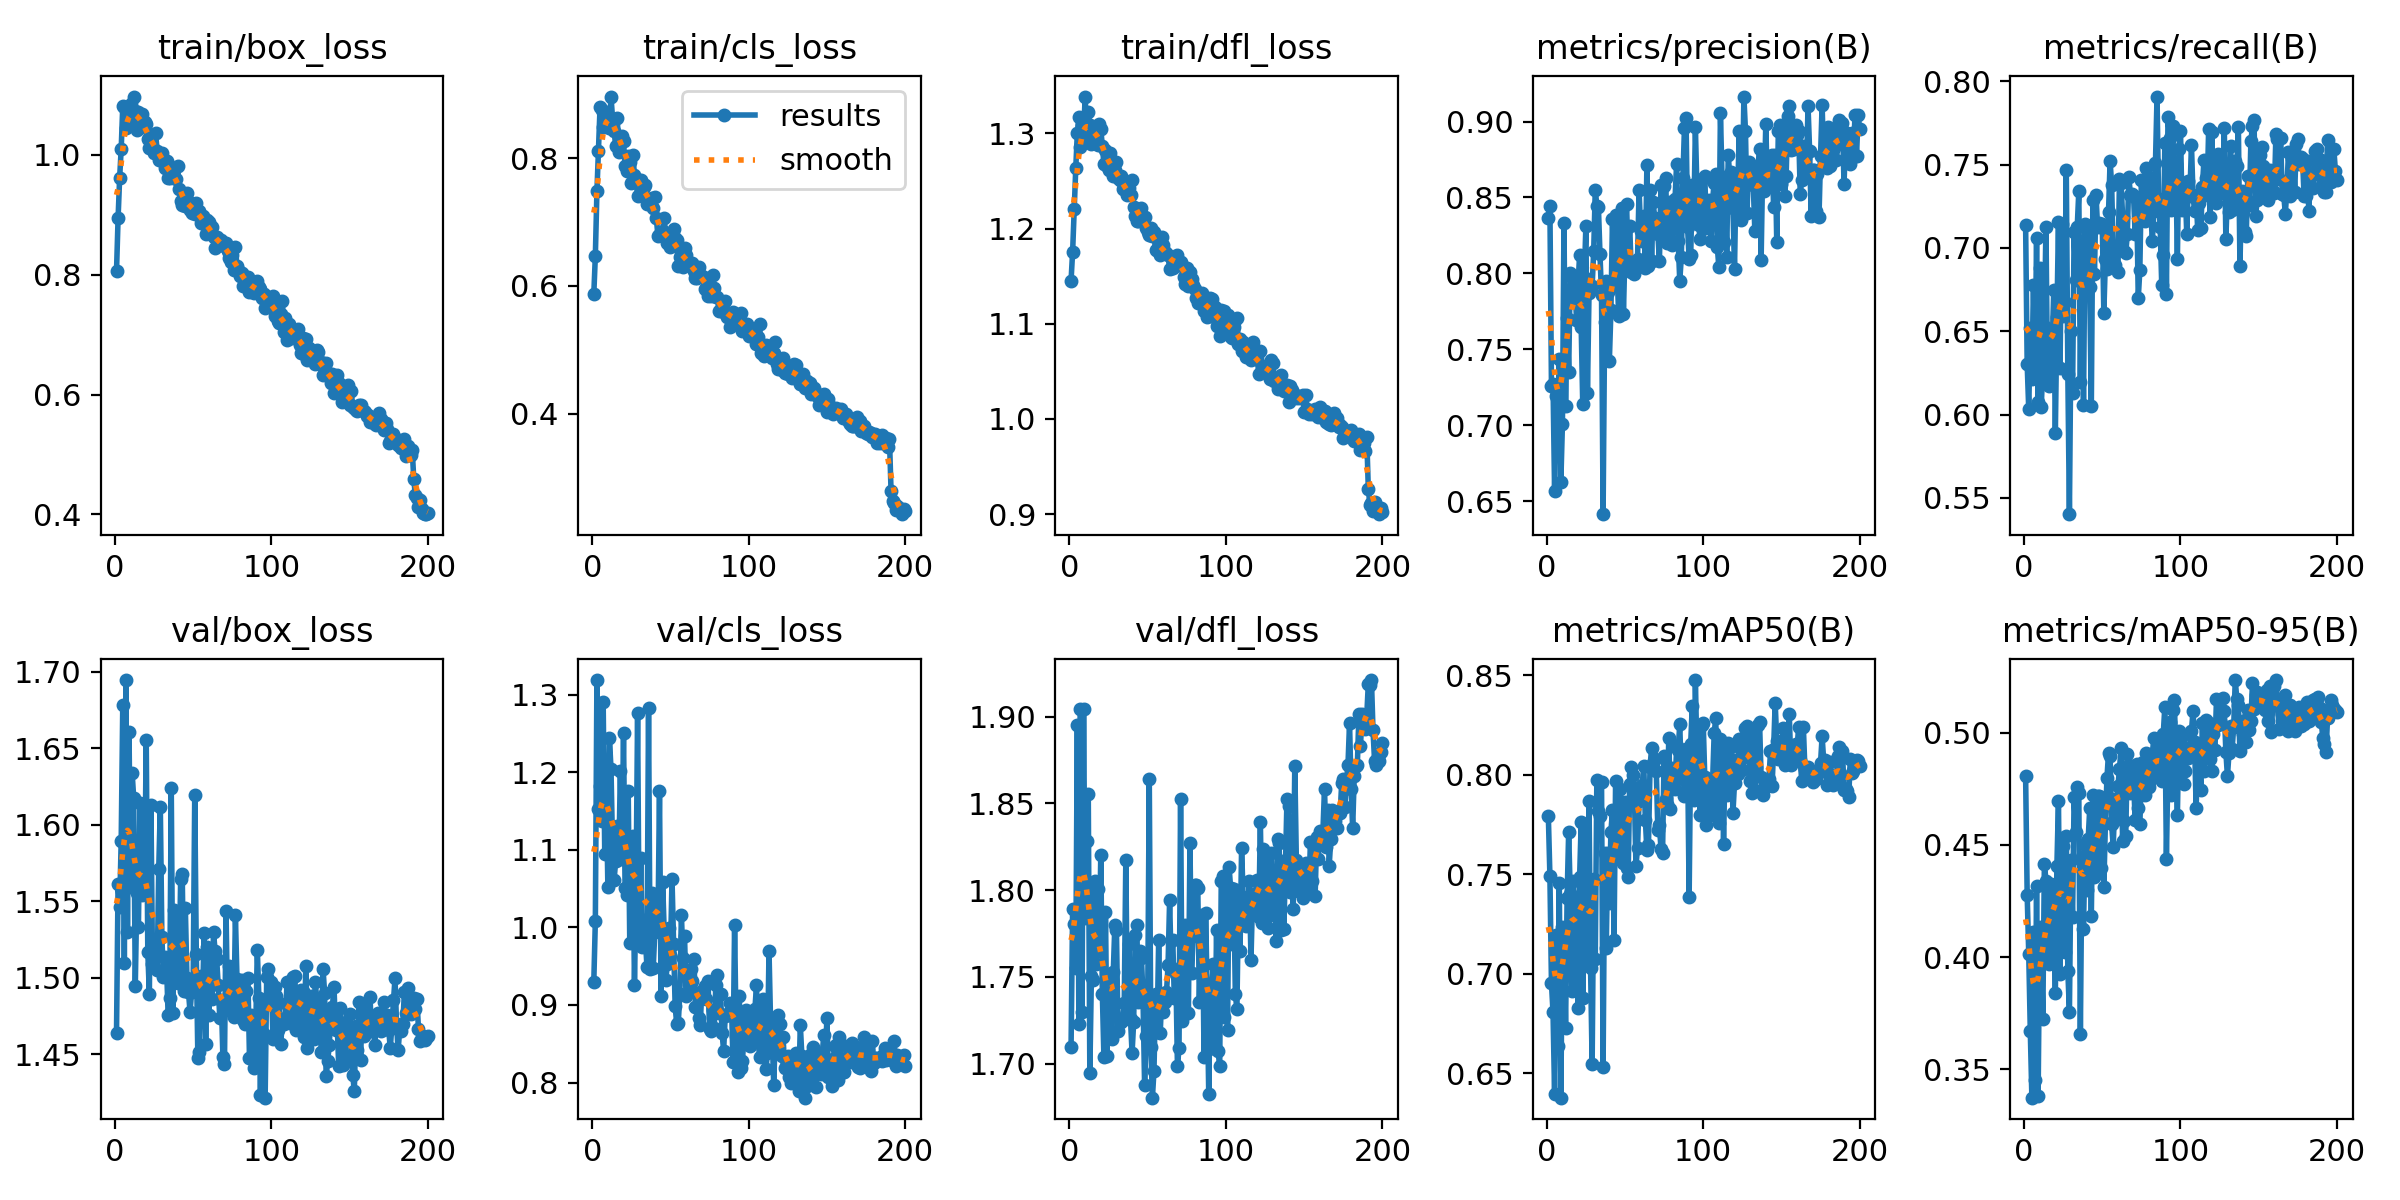 train/box_loss
1.0
0.8
0.6
0.4
0 100 200
train/cls_loss
results
smooth
0.8
0.6
0.4
0 100 200
train/dfl_loss
1.3
1.2
1.1
1.0
0.9
0 100 200
metrics/precision(B)
0.90
0.85
0.80
0.75
0.70
0.65
0 100 200
metrics/recall(B)
0.80
0.75
0.70
0.65
0.60
0.55
0 100 200
val/box_loss
1.70
1.65
1.60
1.55
1.50
1.45
0 100 200
val/cls_loss
1.3
1.2
1.1
1.0
0.9
0.8
0 100 200
val/dfl_loss
1.90
1.85
1.80
1.75
1.70
0 100 200
metrics/mAP50(B)
0.85
0.80
0.75
0.70
0.65
0 100 200
metrics/mAP50-95(B)
0.50
0.45
0.40
0.35
0 100 200